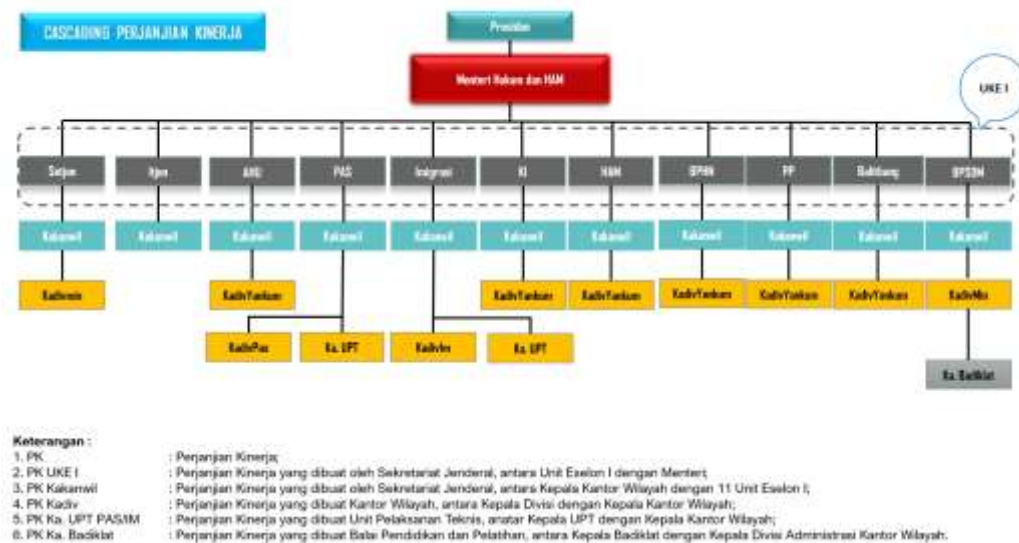 CASCADING PERJANJIAN KINERJA
Presiden
Menteri Hukum dan HAM
UKE I
Setjen Itjen AHU PAS Imigrasi KI HAM BPHN PP Balitbang BPSDM
Kakanwil Kakanwil Kakanwil Kakanwil Kakanwil Kakanwil Kakanwil Kakanwil Kakanwil Kakanwil Kakanwil
Kadivmin KadivYankum KadivYankum KadivYankum KadivYankum KadivYankum KadivYankum KadivMin
KadivPas Ka. UPT KadivIm Ka. UPT
Ka. Badiklat
Keterangan :
1. PK : Perjanjian Kinerja;
2. PK UKE I : Perjanjian Kinerja yang dibuat oleh Sekretariat Jenderal, antara Unit Eselon I dengan Menteri;
3. PK Kakanwil : Perjanjian Kinerja yang dibuat oleh Sekretariat Jenderal, antara Kepala Kantor Wilayah dengan 11 Unit Eselon I;
4. PK Kadiv : Perjanjian Kinerja yang dibuat Kantor Wilayah, antara Kepala Divisi dengan Kepala Kantor Wilayah;
5. PK Ka. UPT PAS/IM : Perjanjian Kinerja yang dibuat Unit Pelaksanan Teknis, anatar Kepala UPT dengan Kepala Kantor Wilayah;
6. PK Ka. Badiklat : Perjanjian Kinerja yang dibuat Balai Pendidikan dan Pelatihan, antara Kepala Badiklat dengan Kepala Divisi Administrasi Kantor Wilayah.